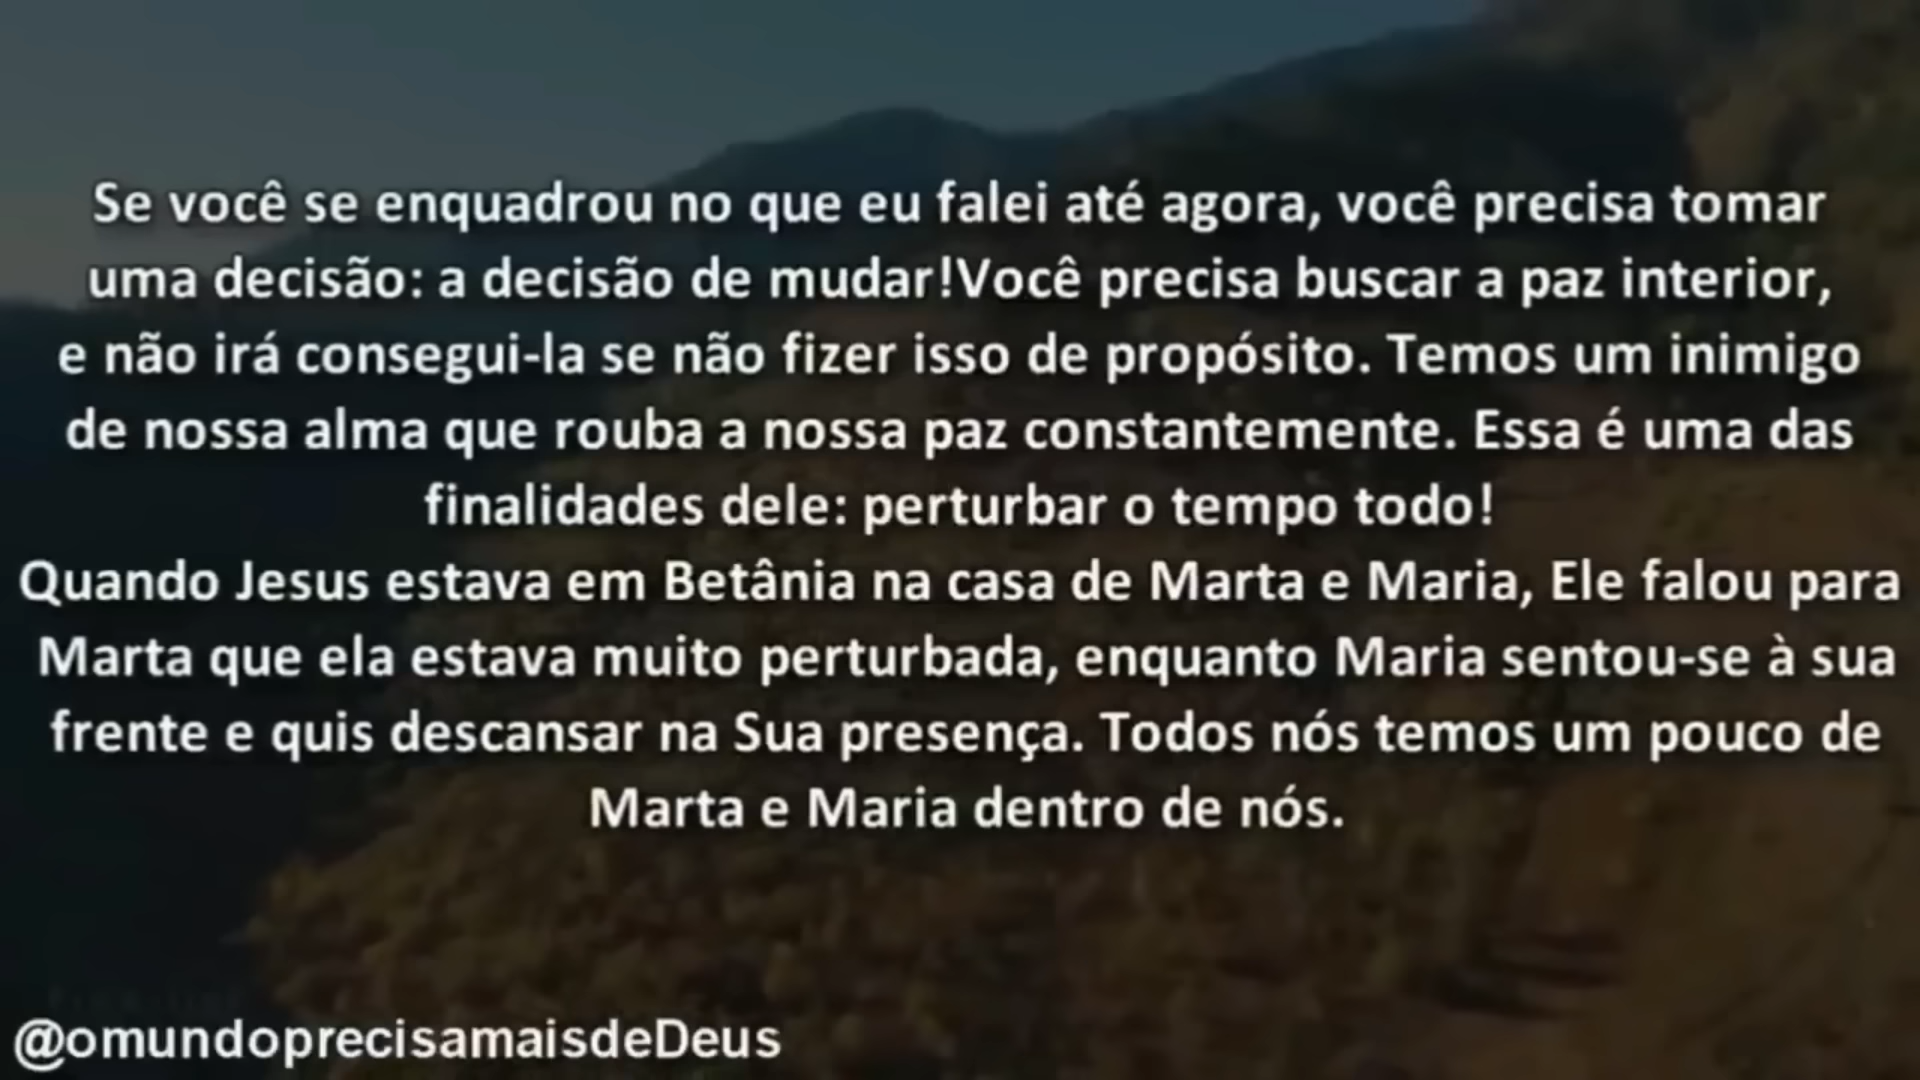 Se você se enquadrou no que eu falei até agora, você precisa tomar
uma decisão: a decisão de mudar!Você precisa buscar a paz interior,
e não irá consegui-la se não fizer isso de propósito. Temos um inimigo
de nossa alma que rouba a nossa paz constantemente. Essa é uma das
finalidades dele: perturbar o tempo todo!
Quando Jesus estava em Betânia na casa de Marta e Maria, Ele falou para
Marta que ela estava muito perturbada, enquanto Maria sentou-se à sua
frente e quis descansar na Sua presença. Todos nós temos um pouco de
Marta e Maria dentro de nós.
@omundoprecisamaisdeDeus